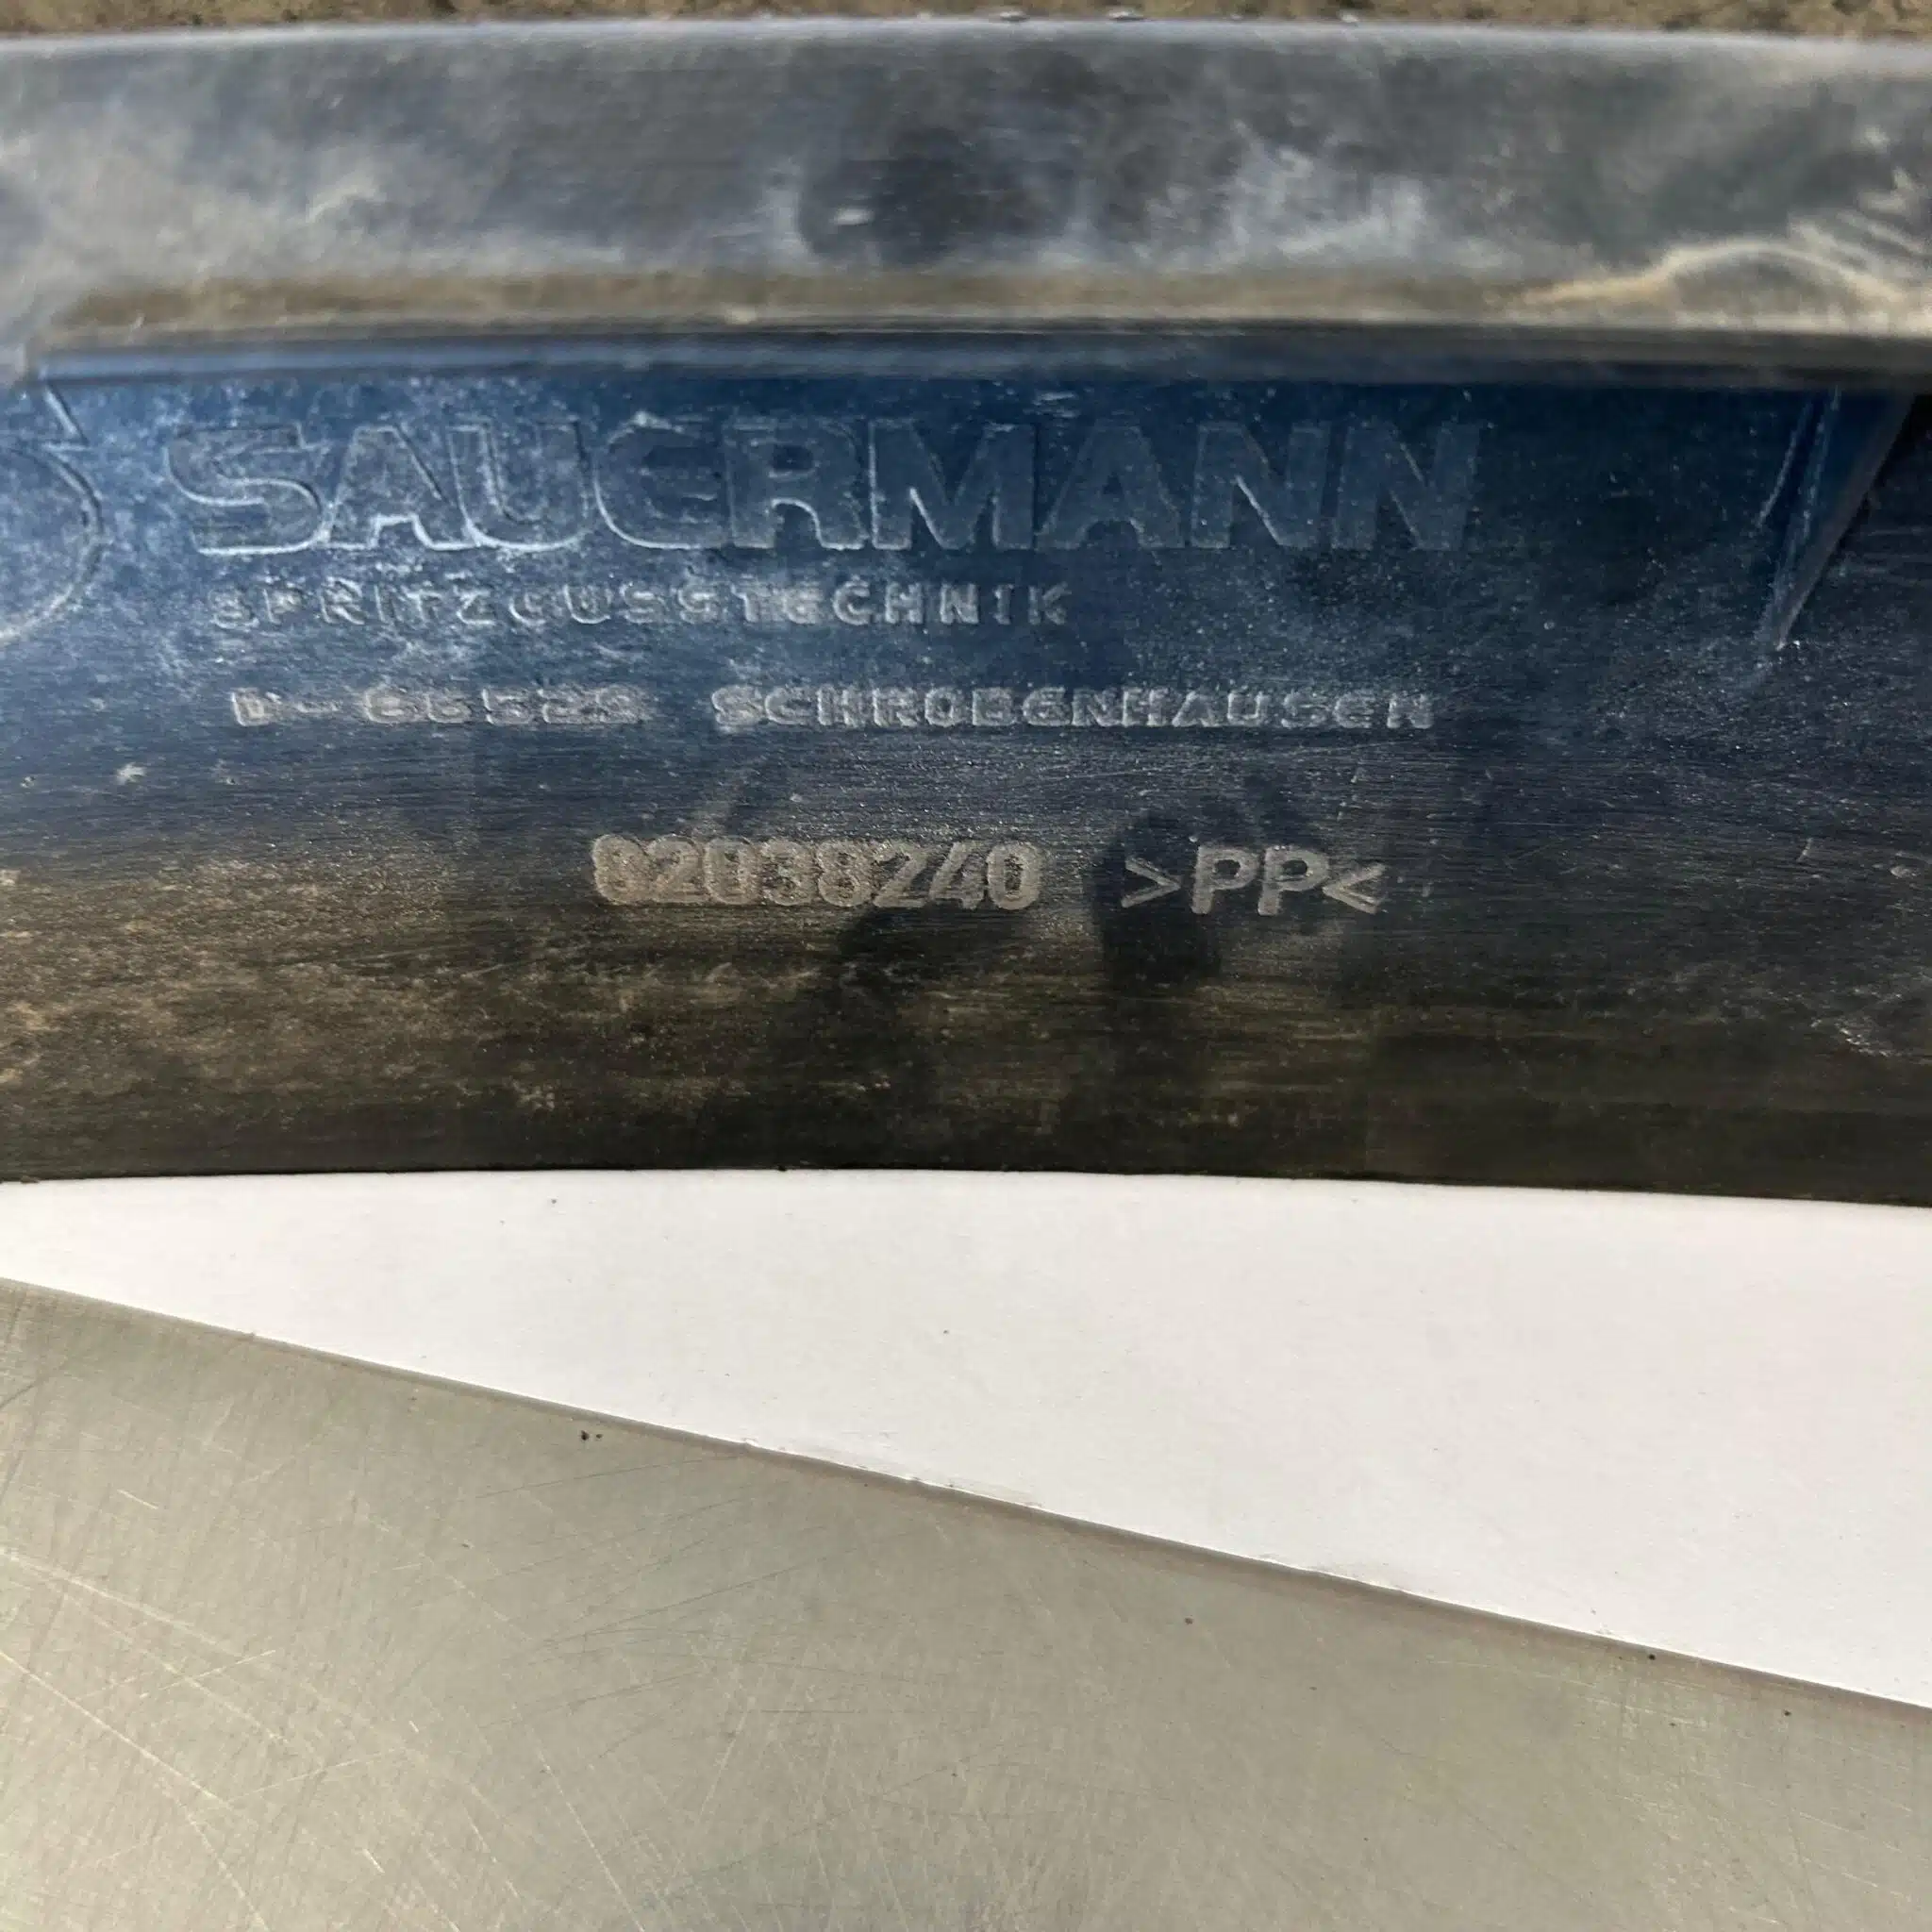 SAUERMANN
SPRITZGUSSTECHNIK
D-86529 SCHROBENHAUSEN
82038240 >PP<